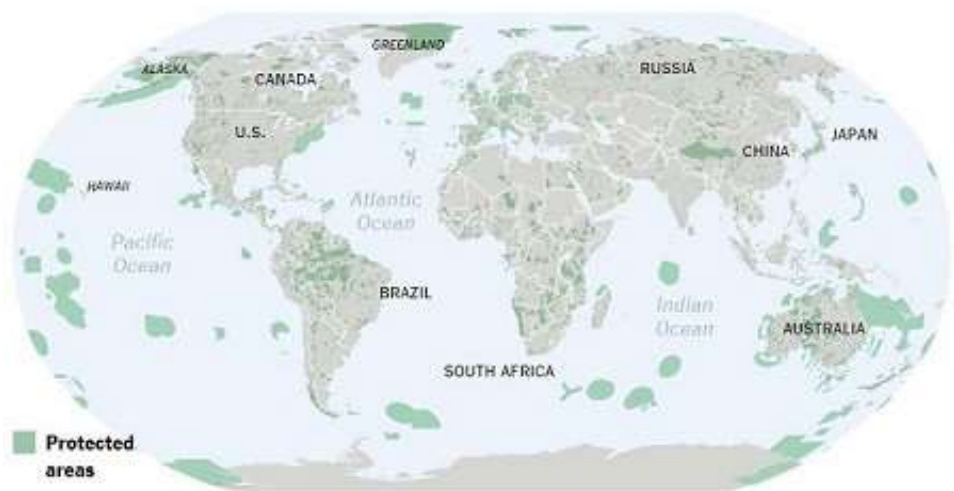 GREENLAND
ALASKA
CANADA
RUSSIA
U.S.
JAPAN
CHINA
HAWAII
Atlantic
Ocean
Pacific
Ocean
BRAZIL
Indian
Ocean
AUSTRALIA
SOUTH AFRICA
Protected
areas